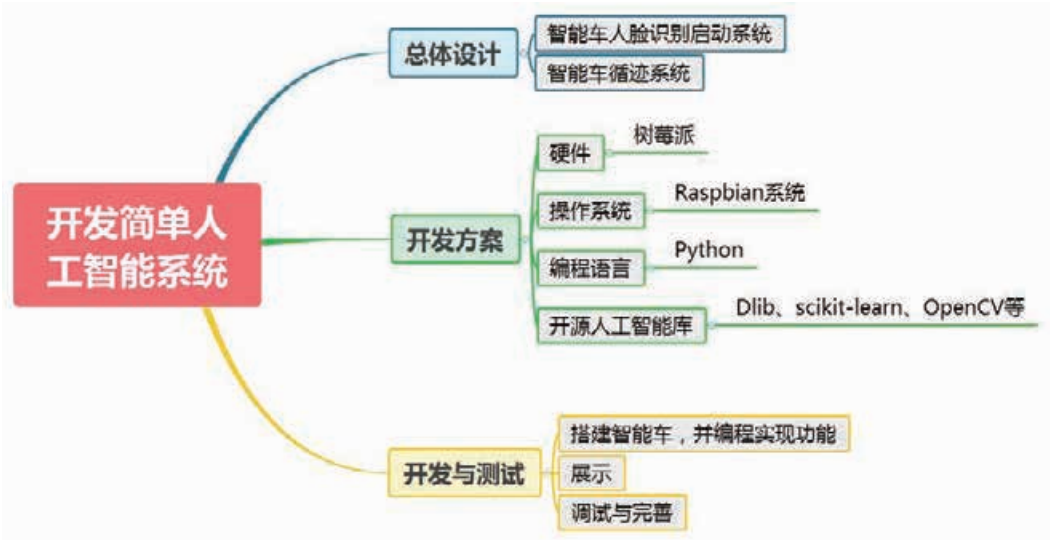 开发简单人
工智能系统
总体设计
智能车人脸识别启动系统
智能车循迹系统
开发方案
硬件
树莓派
操作系统
Raspbian系统
编程语言
Python
开源人工智能库
Dlib、scikit-learn、OpenCV等
开发与测试
搭建智能车，并编程实现功能
展示
调试与完善